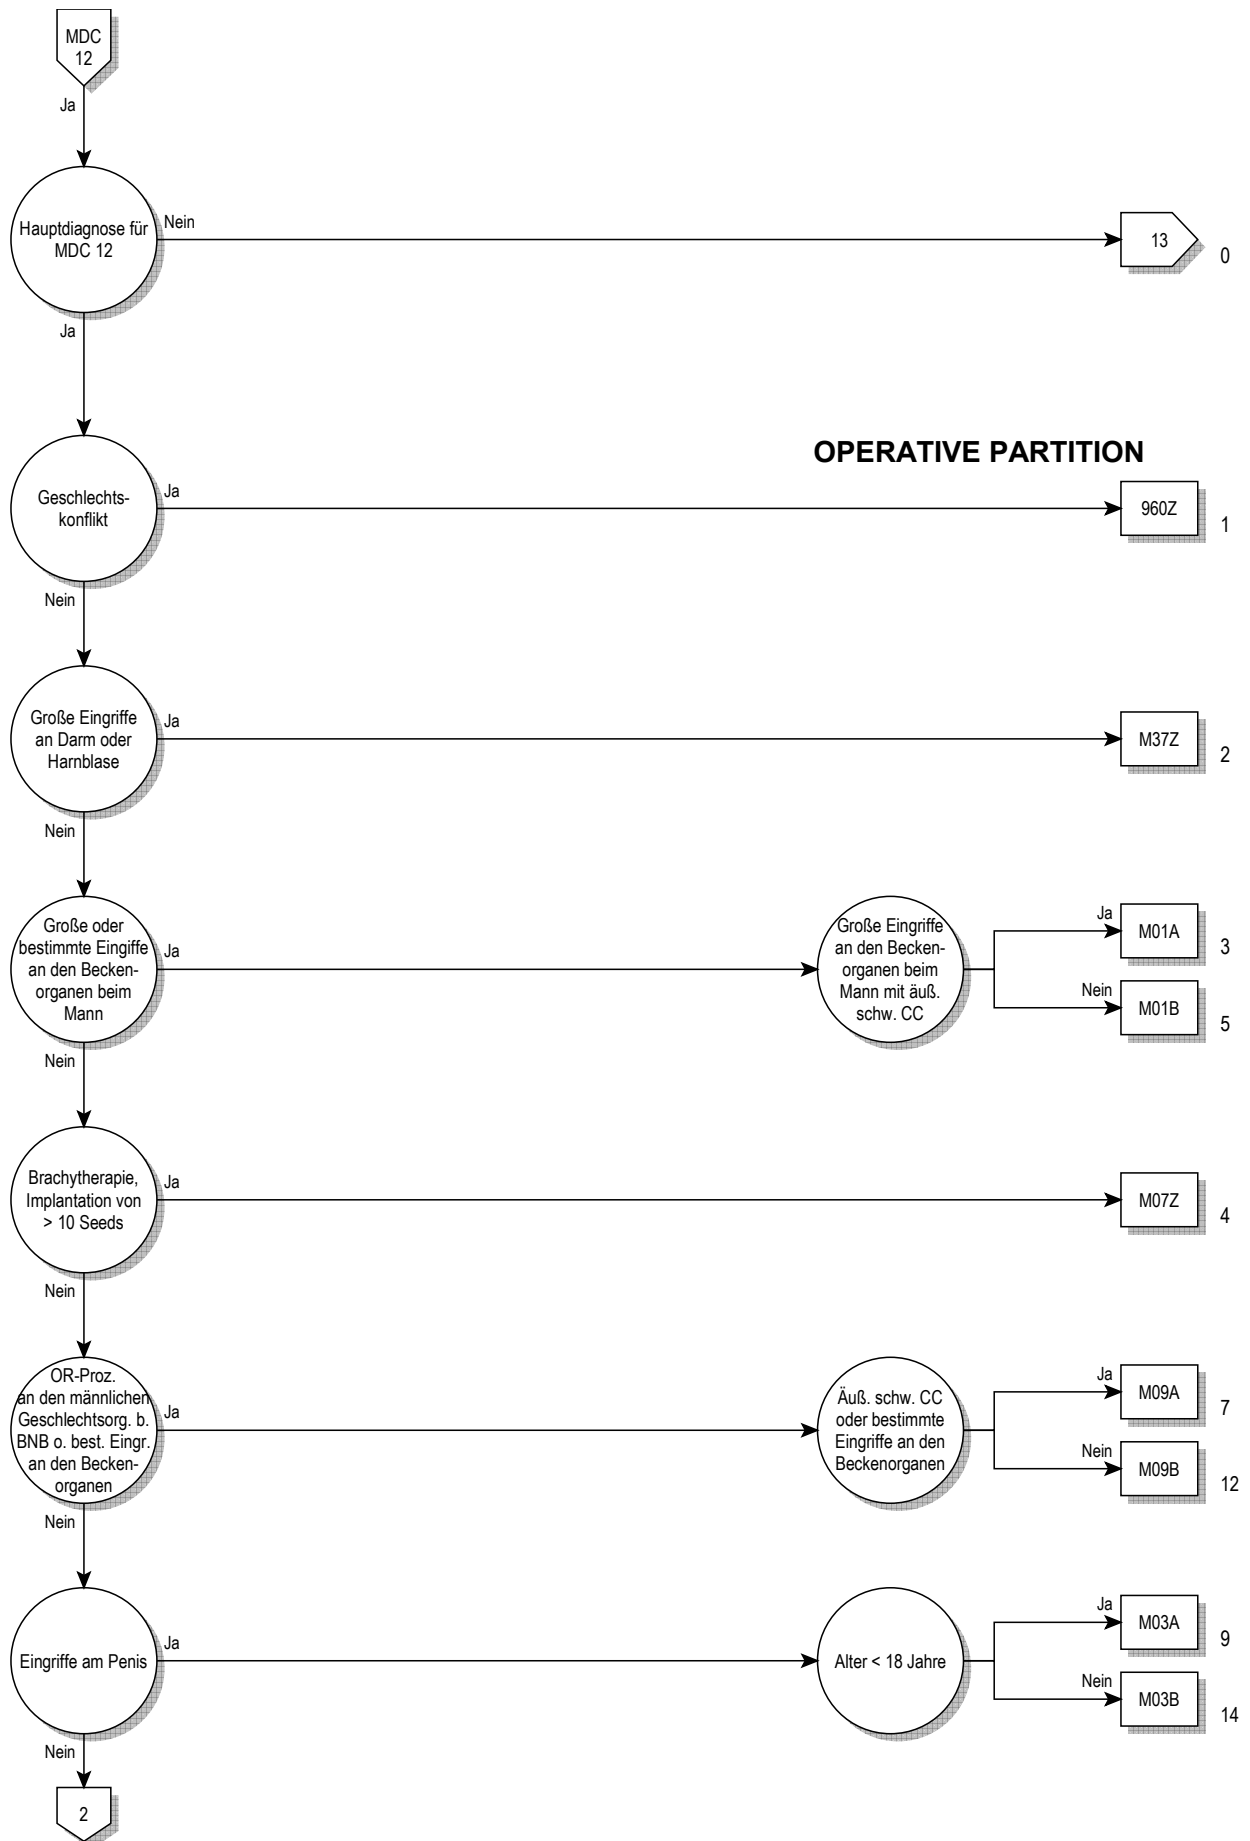 MDC
12
Ja
Hauptdiagnose für
MDC 12
Nein
13
0
Ja
OPERATIVE PARTITION
Geschlechts-
konflikt
Ja
960Z
1
Nein
Große Eingriffe
an Darm oder
Harnblase
Ja
M37Z
2
Nein
Große oder
bestimmte Eingiffe
an den Becken-
organen beim
Mann
Ja
Große Eingriffe
an den Becken-
organen beim
Mann mit äuß.
schw. CC
Ja
M01A
3
Nein
M01B
5
Nein
Brachytherapie,
Implantation von
> 10 Seeds
Ja
M07Z
4
Nein
OR-Proz.
an den männlichen
Geschlechtsorg. b.
BNB o. best. Eingr.
an den Becken-
organen
Ja
Äuß. schw. CC
oder bestimmte
Eingriffe an den
Beckenorganen
Ja
M09A
7
Nein
M09B
12
Nein
Eingriffe am Penis
Ja
Alter < 18 Jahre
Ja
M03A
9
Nein
M03B
14
Nein
2